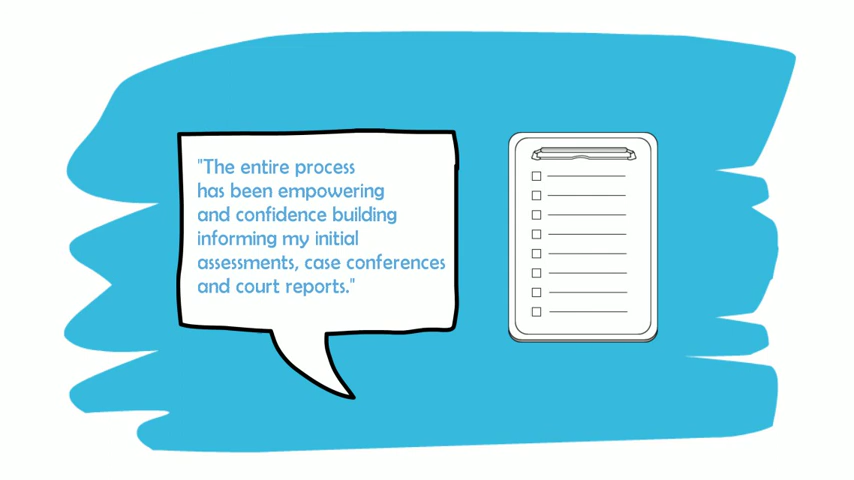 "The entire process
has been empowering
and confidence building
informing my initial
assessments, case conferences
and court reports."